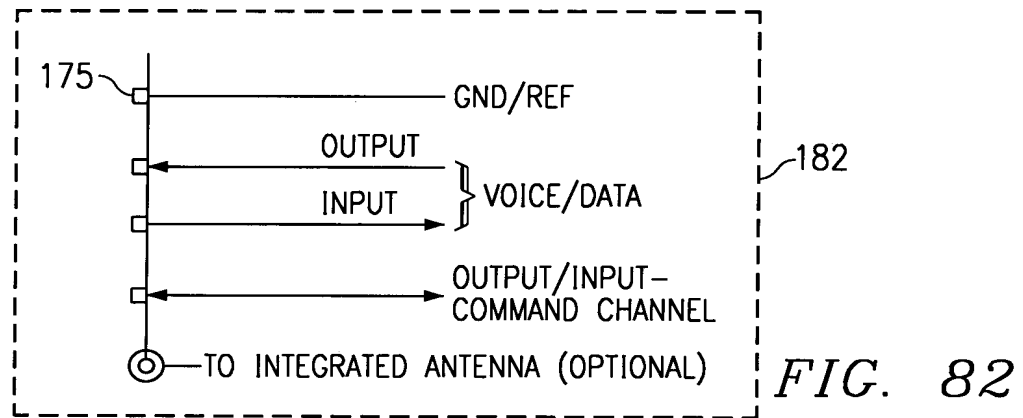 175
GND/REF
OUTPUT
182
VOICE/DATA
INPUT
OUTPUT/INPUT-
COMMAND CHANNEL
TO INTEGRATED ANTENNA (OPTIONAL)
FIG. 82